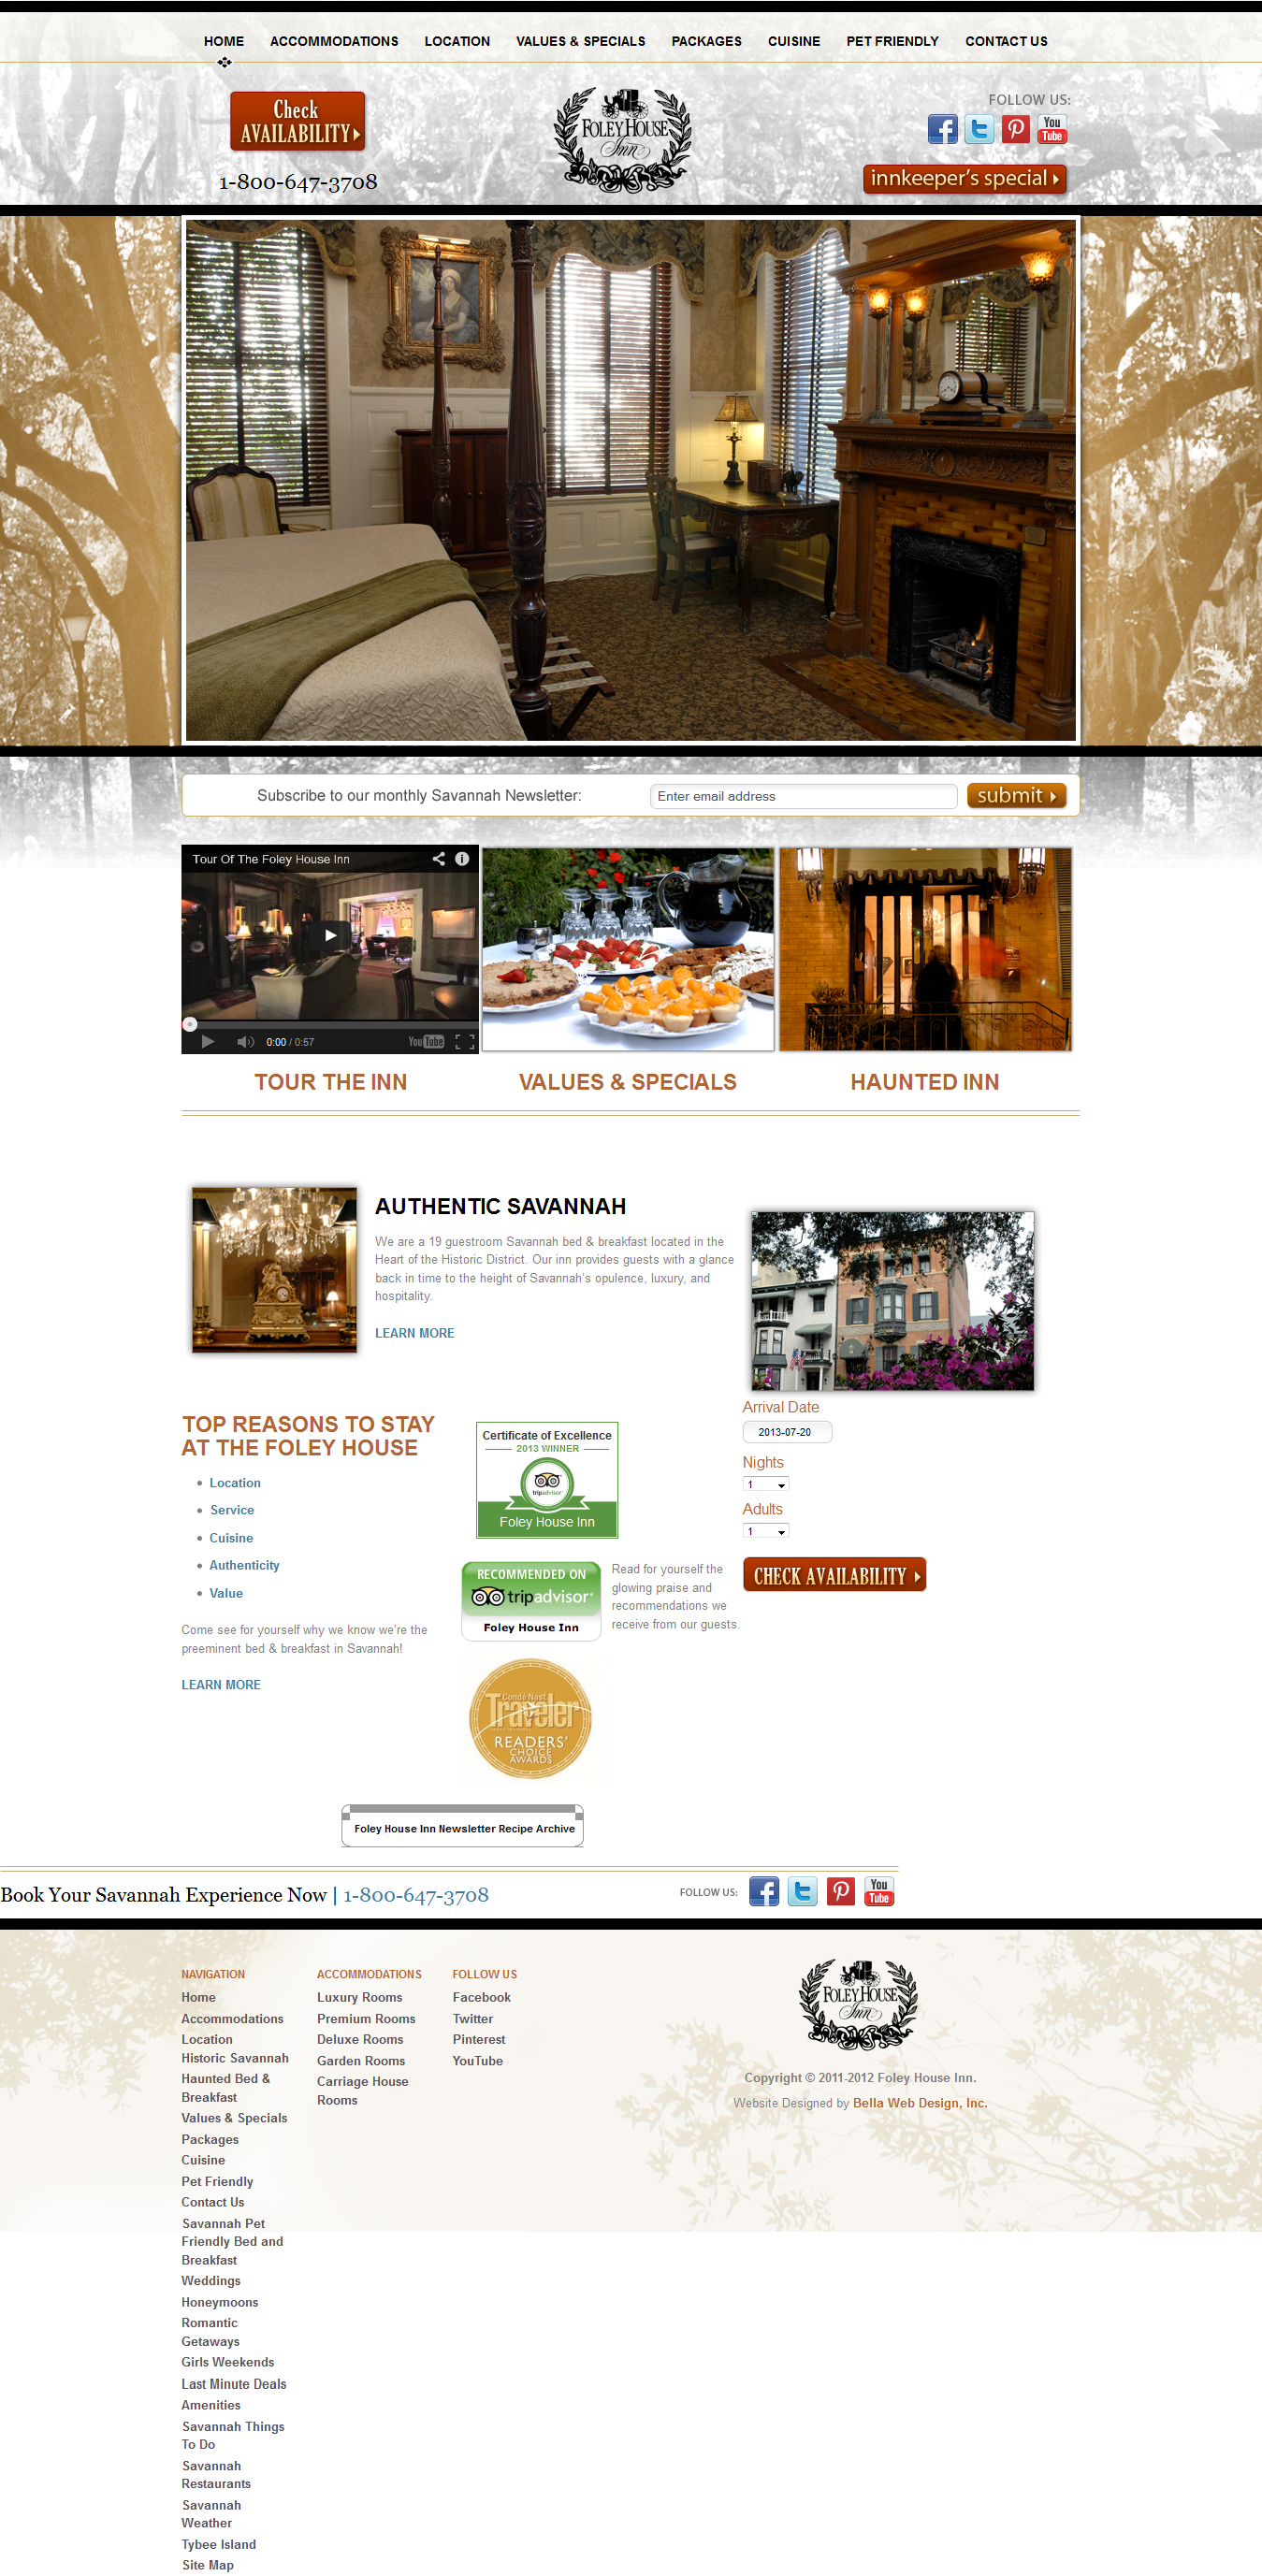 HOME ACCOMMODATIONS LOCATION VALUES & SPECIALS PACKAGES CUISINE PET FRIENDLY CONTACT US
Check
AVAILABILITY
1-800-647-3708
FOLEY HOUSE
Inn
FOLLOW US:
You
Tube
innkeeper's special
Subscribe to our monthly Savannah Newsletter:
Enter email address
submit
Tour Of The Foley House Inn
0:00 / 0:57
YouTube
TOUR THE INN
VALUES & SPECIALS
HAUNTED INN
AUTHENTIC SAVANNAH
We are a 19 guestroom Savannah bed & breakfast located in the
Heart of the Historic District. Our inn provides guests with a glance
back in time to the height of Savannah's opulence, luxury, and
hospitality.
LEARN MORE
TOP REASONS TO STAY
AT THE FOLEY HOUSE
Location
Service
Cuisine
Authenticity
Value
Come see for yourself why we know we're the
preeminent bed & breakfast in Savannah!
LEARN MORE
Certificate of Excellence
2013 WINNER
tripadvisor
Foley House Inn
RECOMMENDED ON
tripadvisor
Foley House Inn
Read for yourself the
glowing praise and
recommendations we
receive from our guests.
Condé Nast
Traveler
READERS'
CHOICE
AWARDS
Arrival Date
2013-07-20
Nights
1
Adults
1
CHECK AVAILABILITY
Foley House Inn Newsletter Recipe Archive
Book Your Savannah Experience Now | 1-800-647-3708
FOLLOW US:
You
Tube
NAVIGATION
Home
Accommodations
Location
Historic Savannah
Haunted Bed &
Breakfast
Values & Specials
Packages
Cuisine
Pet Friendly
Contact Us
Savannah Pet
Friendly Bed and
Breakfast
Weddings
Honeymoons
Romantic
Getaways
Girls Weekends
Last Minute Deals
Amenities
Savannah Things
To Do
Savannah
Restaurants
Savannah
Weather
Tybee Island
Site Map
ACCOMMODATIONS
Luxury Rooms
Premium Rooms
Deluxe Rooms
Garden Rooms
Carriage House
Rooms
FOLLOW US
Facebook
Twitter
Pinterest
YouTube
FOLEY HOUSE
Inn
Copyright © 2011-2012 Foley House Inn.
Website Designed by Bella Web Design, Inc.